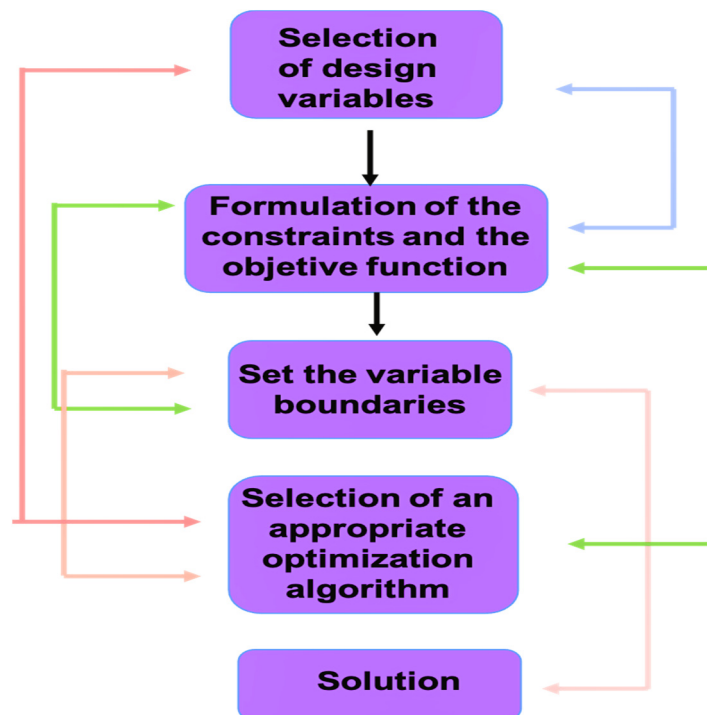 Selection
of design
variables
Formulation of the
constraints and the
objetive function
Set the variable
boundaries
Selection of an
appropriate
optimization
algorithm
Solution